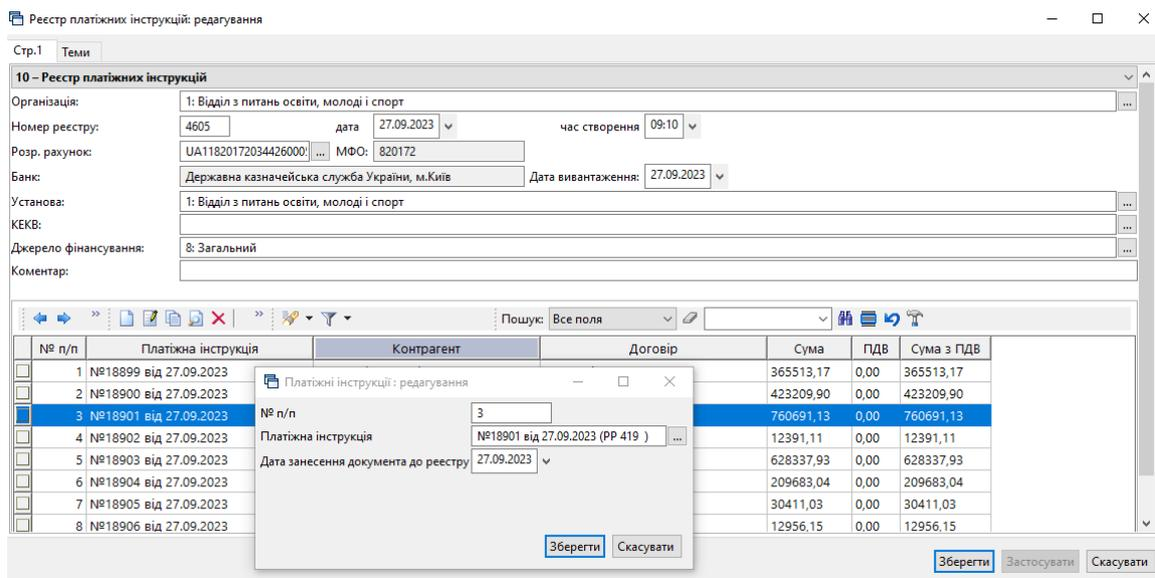 Реєстр платіжних інструкцій: редагування
Стр.1 Теми
10 – Реєстр платіжних інструкцій
Організація: 1: Відділ з питань освіти, молоді і спорт ...
Номер реєстру: 4605 дата 27.09.2023 час створення 09:10
Розр. рахунок: UA118201720344260005 ... МФО: 820172
Банк: Державна казначейська служба України, м.Київ Дата вивантаження: 27.09.2023
Установа: 1: Відділ з питань освіти, молоді і спорт ...
КЕКВ: ...
Джерело фінансування: 8: Загальний ...
Коментар:
Пошук: Все поля
№ п/п Платіжна інструкція Контрагент Договір Сума ПДВ Сума з ПДВ
1 №18899 від 27.09.2023 365513,17 0,00 365513,17
2 №18900 від 27.09.2023 423209,90 0,00 423209,90
3 №18901 від 27.09.2023 760691,13 0,00 760691,13
4 №18902 від 27.09.2023 12391,11 0,00 12391,11
5 №18903 від 27.09.2023 628337,93 0,00 628337,93
6 №18904 від 27.09.2023 209683,04 0,00 209683,04
7 №18905 від 27.09.2023 30411,03 0,00 30411,03
8 №18906 від 27.09.2023 12956,15 0,00 12956,15
Платіжні інструкції : редагування
№ п/п 3
Платіжна інструкція №18901 від 27.09.2023 (РР 419 ) ...
Дата занесення документа до реєстру 27.09.2023
Зберегти Скасувати
Зберегти Застосувати Скасувати